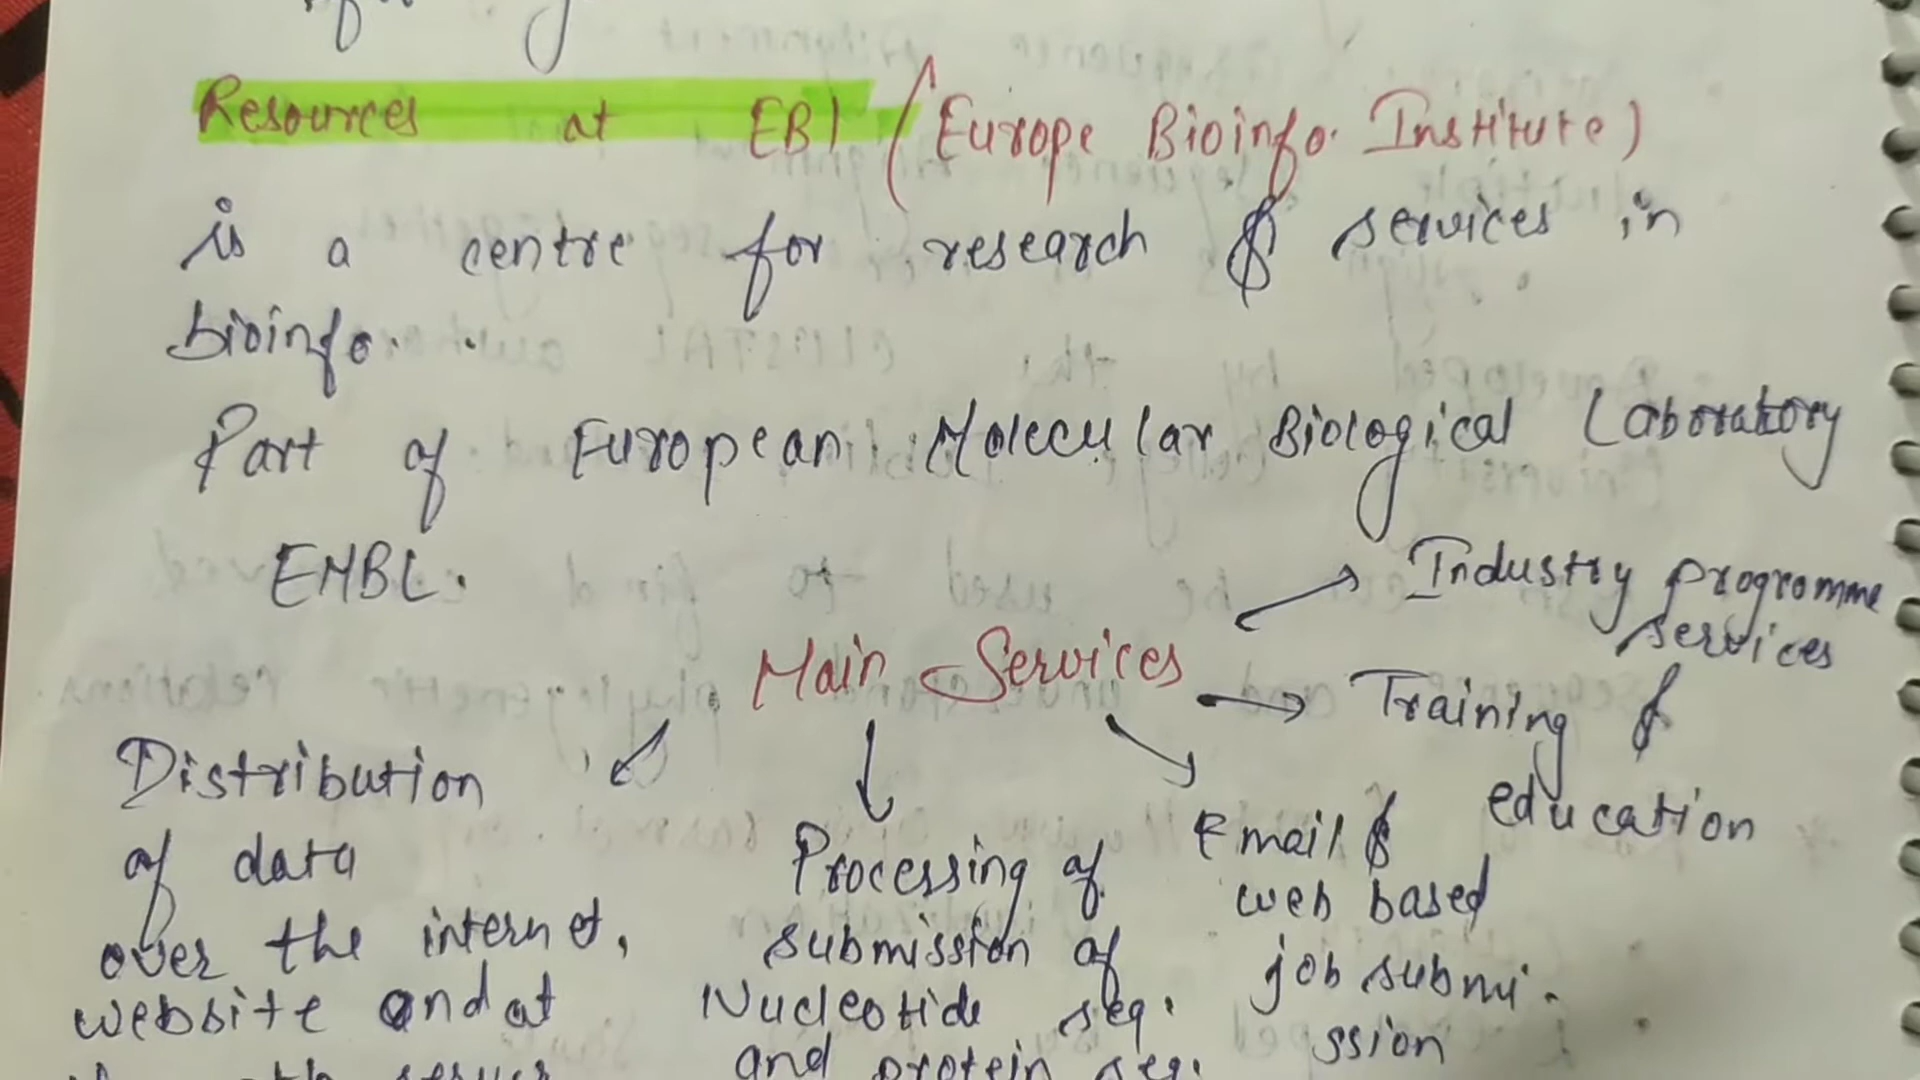 Resources at EBI (Europe Bioinfo. Institute)
is a centre for research & services in
bioinfo.
Part of European Molecular Biological Laboratory
EMBL.
Main Services
Industry programme
services
Training &
education
Email &
web based
job submi-
ssion
Processing of
submission of
Nucleotide seq.
and protein seq.
Distribution
of data
over the internet,
website and at
server